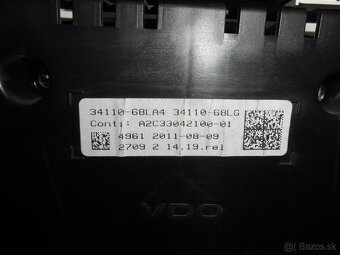 34110-68LA4 34110-68LG
Conti: A2C33042100-01
4961 2011-08-09
2709 2 14.19.rel
VDO
Bazos.sk